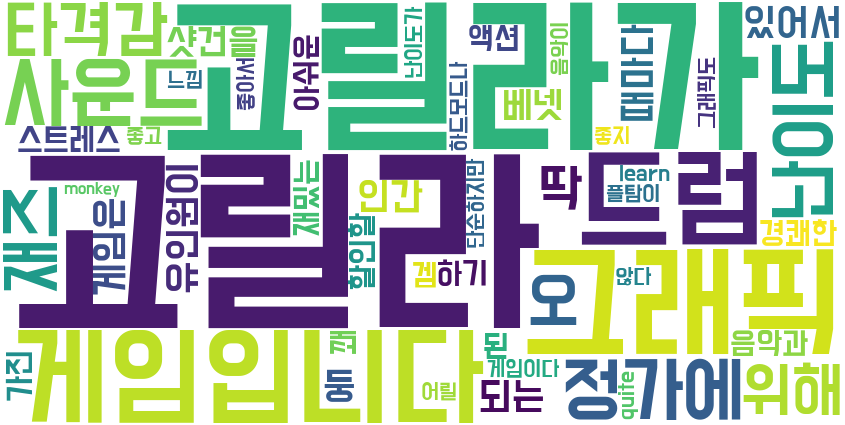 타격감
샷건을
고릴라가
액션
음악이
있어서
사운드
느낌
좋아서
아쉬운
난이도가
하드모드나
베넷
때마다
그래픽도
난이도
스트레스
좋고
좋지
고릴라
드럼
딱
learn
플탐이
재즈
monkey
게임은
유인원이
재밌는
인간
할인할
단순하지만
겜
하기
경쾌한
오
그래픽
않다
게임입니다
가진
꽤
둥
어릴
된
게임이다
되는
정
quite
가에
음악과
위해